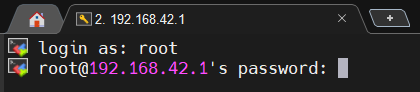 2. 192.168.42.1
login as: root
root@192.168.42.1's password: